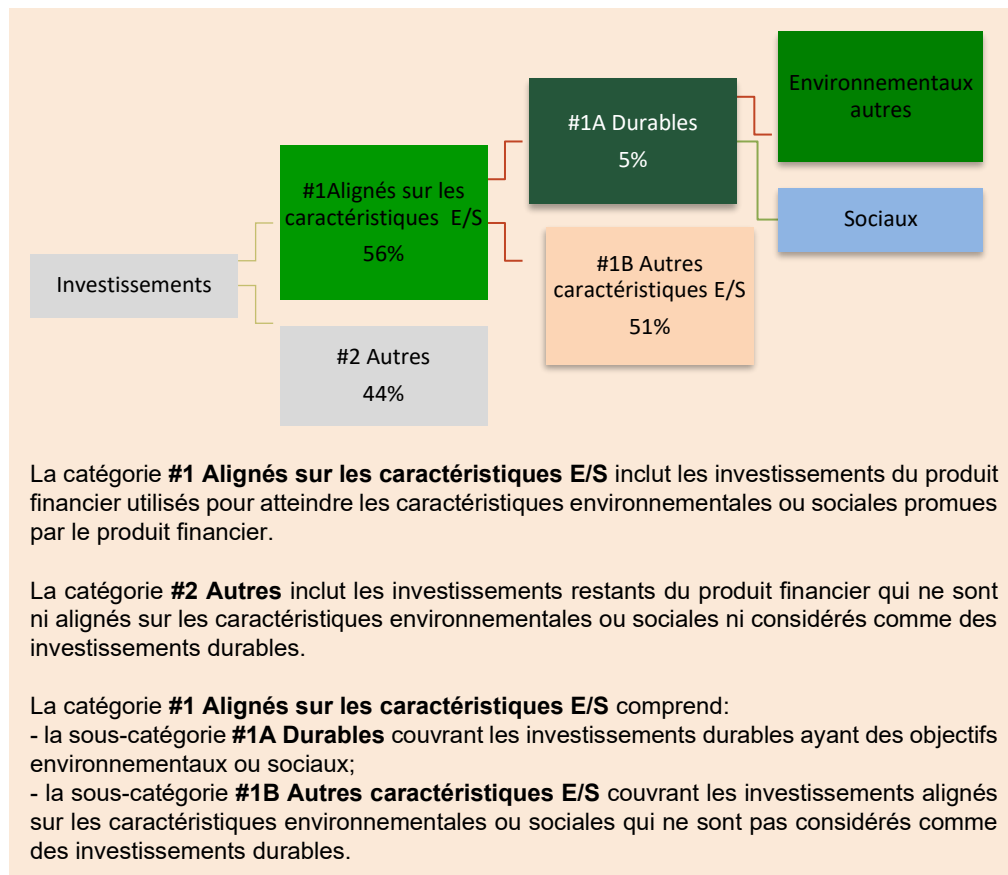 Investissements
#1Alignés sur les
caractéristiques E/S
56%
#2 Autres
44%
#1A Durables
5%
#1B Autres
caractéristiques E/S
51%
Environnementaux
autres
Sociaux
La catégorie #1 Alignés sur les caractéristiques E/S inclut les investissements du produit
financier utilisés pour atteindre les caractéristiques environnementales ou sociales promues
par le produit financier.
La catégorie #2 Autres inclut les investissements restants du produit financier qui ne sont
ni alignés sur les caractéristiques environnementales ou sociales ni considérés comme des
investissements durables.
La catégorie #1 Alignés sur les caractéristiques E/S comprend:
- la sous-catégorie #1A Durables couvrant les investissements durables ayant des objectifs
environnementaux ou sociaux;
- la sous-catégorie #1B Autres caractéristiques E/S couvrant les investissements alignés
sur les caractéristiques environnementales ou sociales qui ne sont pas considérés comme
des investissements durables.